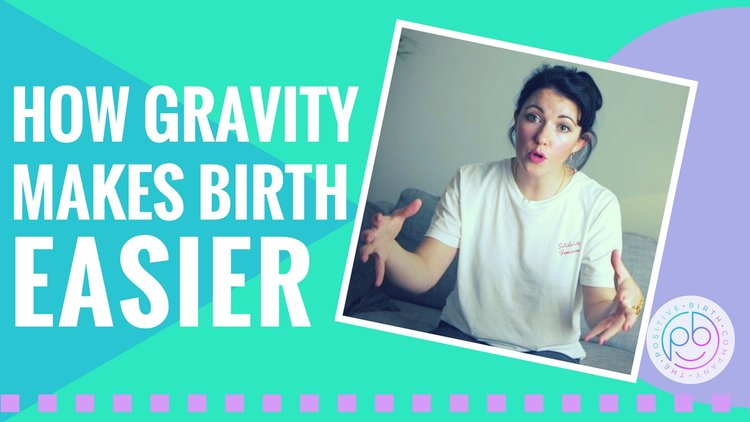 HOW GRAVITY
MAKES BIRTH
EASIER
THE • POSITIVE • BIRTH • COMPANY •
pb